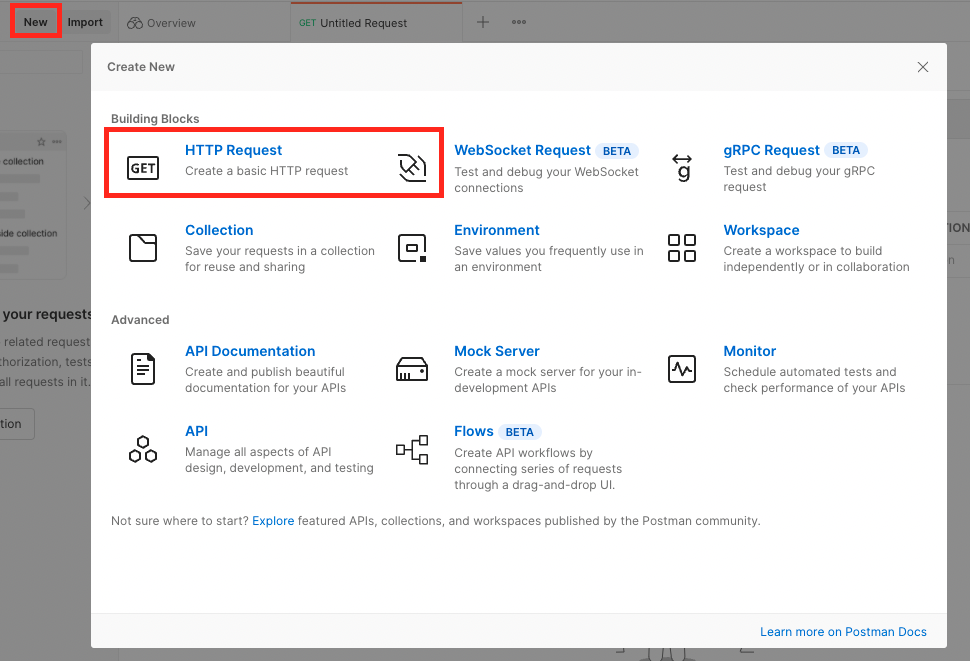 New
Import
Overview
GET Untitled Request
Create New
Building Blocks
GET
HTTP Request
Create a basic HTTP request
WebSocket Request BETA
Test and debug your WebSocket
connections
g
gRPC Request BETA
Test and debug your gRPC
request
Collection
Save your requests in a collection
for reuse and sharing
Environment
Save values you frequently use in
an environment
Workspace
Create a workspace to build
independently or in collaboration
Advanced
API Documentation
Create and publish beautiful
documentation for your APIs
Mock Server
Create a mock server for your in-
development APIs
Monitor
Schedule automated tests and
check performance of your APIs
API
Manage all aspects of API
design, development, and testing
Flows BETA
Create API workflows by
connecting series of requests
through a drag-and-drop UI.
Not sure where to start? Explore featured APIs, collections, and workspaces published by the Postman community.
Learn more on Postman Docs
collection
collection
your requests
related request
tests
all requests in it.